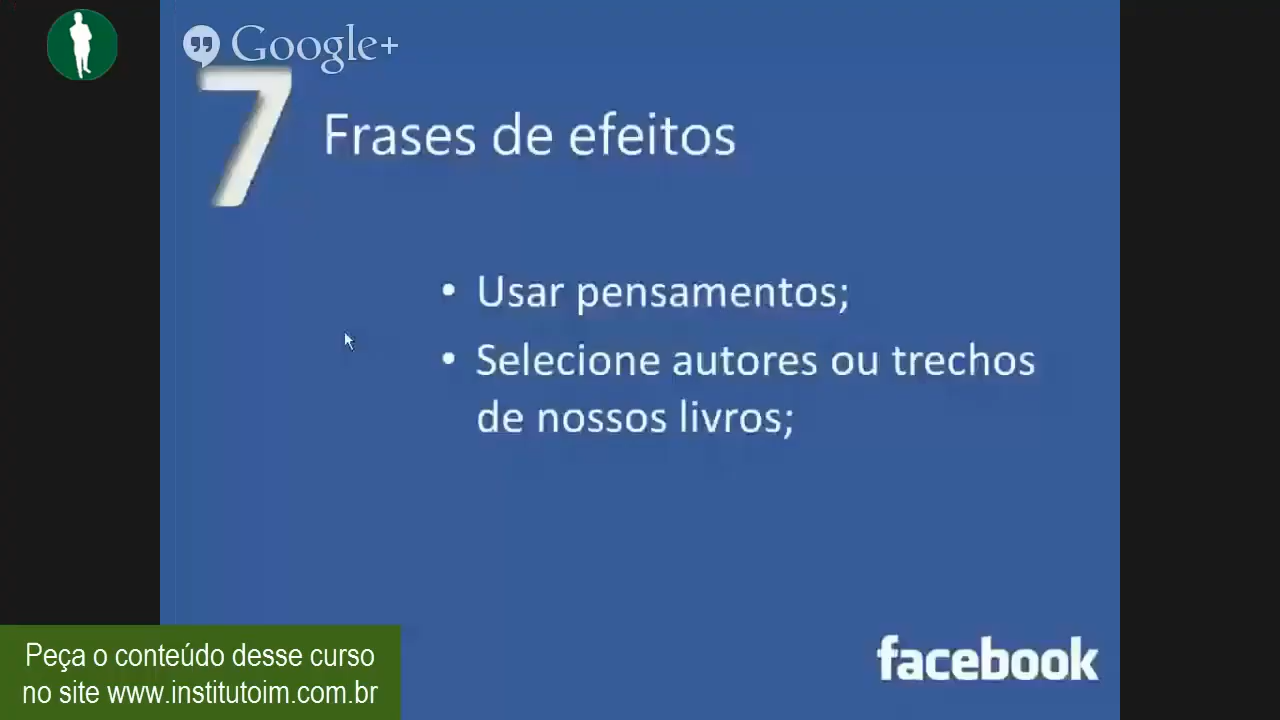 Google+
7
Frases de efeitos
• Usar pensamentos;
• Selecione autores ou trechos
de nossos livros;
facebook
Peça o conteúdo desse curso
no site www.institutoim.com.br